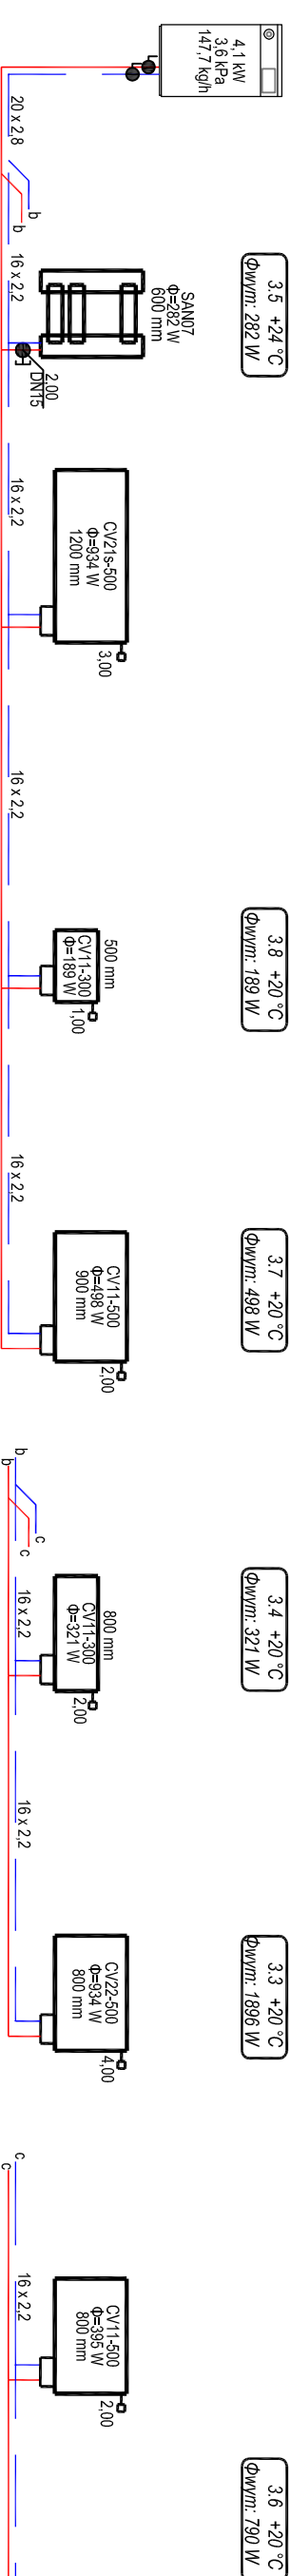 4,1 kW
3,6 kPa
147,7 kg/h
20 x 2,8
b
b
3.5 +24 °C
Φwym: 282 W
SAN07
Φ=282 W
600 mm
2,00
DN15
16 x 2,2
CV21s-500
Φ=934 W
1200 mm
3,00
16 x 2,2
16 x 2,2
3.8 +20 °C
Φwym: 189 W
500 mm
CV11-300
Φ=189 W
1,00
3.7 +20 °C
Φwym: 498 W
CV11-500
Φ=498 W
900 mm
2,00
16 x 2,2
b
b
c
c
3.4 +20 °C
Φwym: 321 W
800 mm
CV11-300
Φ=321 W
2,00
16 x 2,2
16 x 2,2
3.3 +20 °C
Φwym: 1896 W
CV22-500
Φ=934 W
800 mm
4,00
c
c
16 x 2,2
CV11-500
Φ=395 W
800 mm
2,00
3.6 +20 °C
Φwym: 790 W